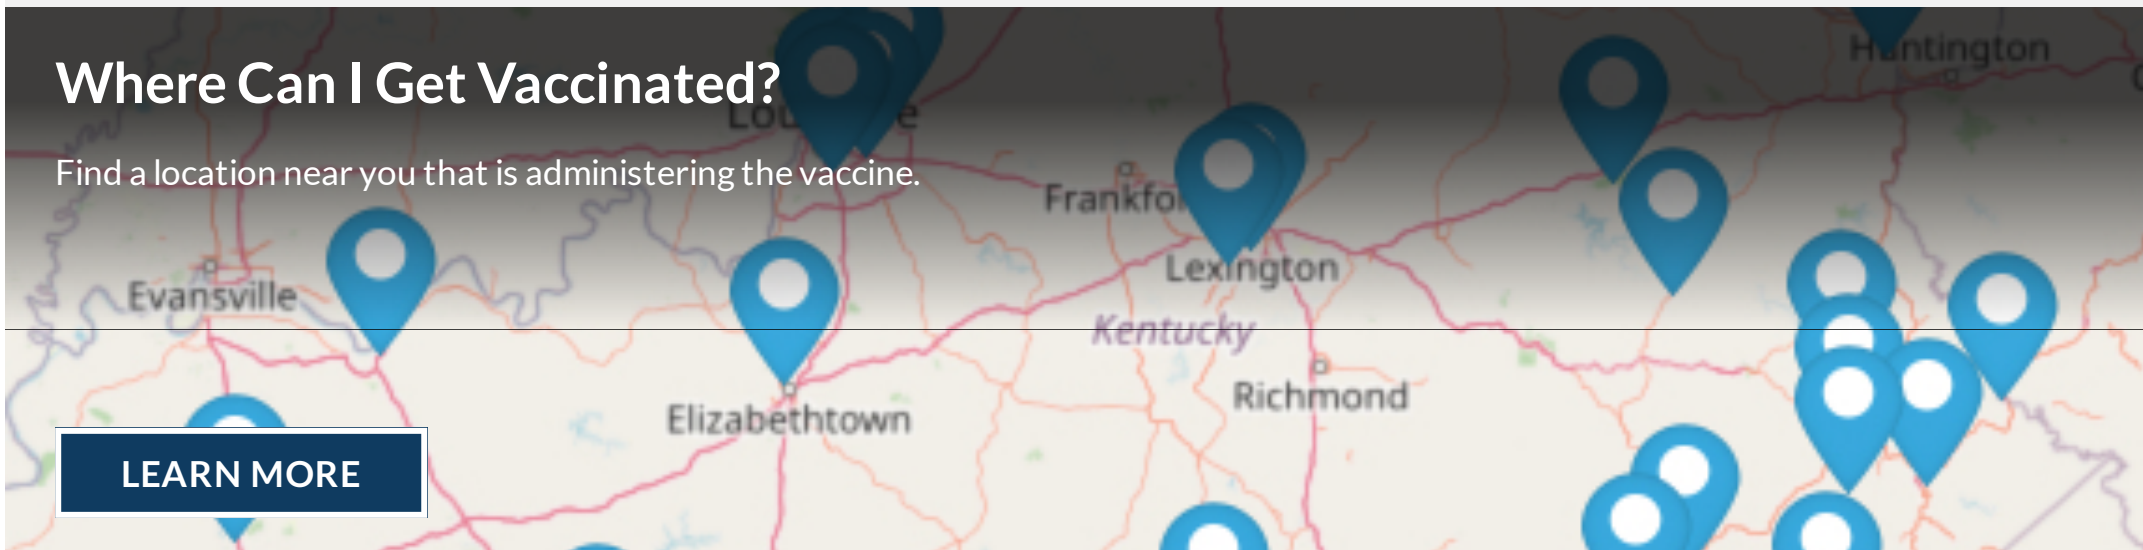 Where Can I Get Vaccinated?
Find a location near you that is administering the vaccine.
Huntington
Lexington
Evansville
Kentucky
Richmond
Elizabethtown
LEARN MORE